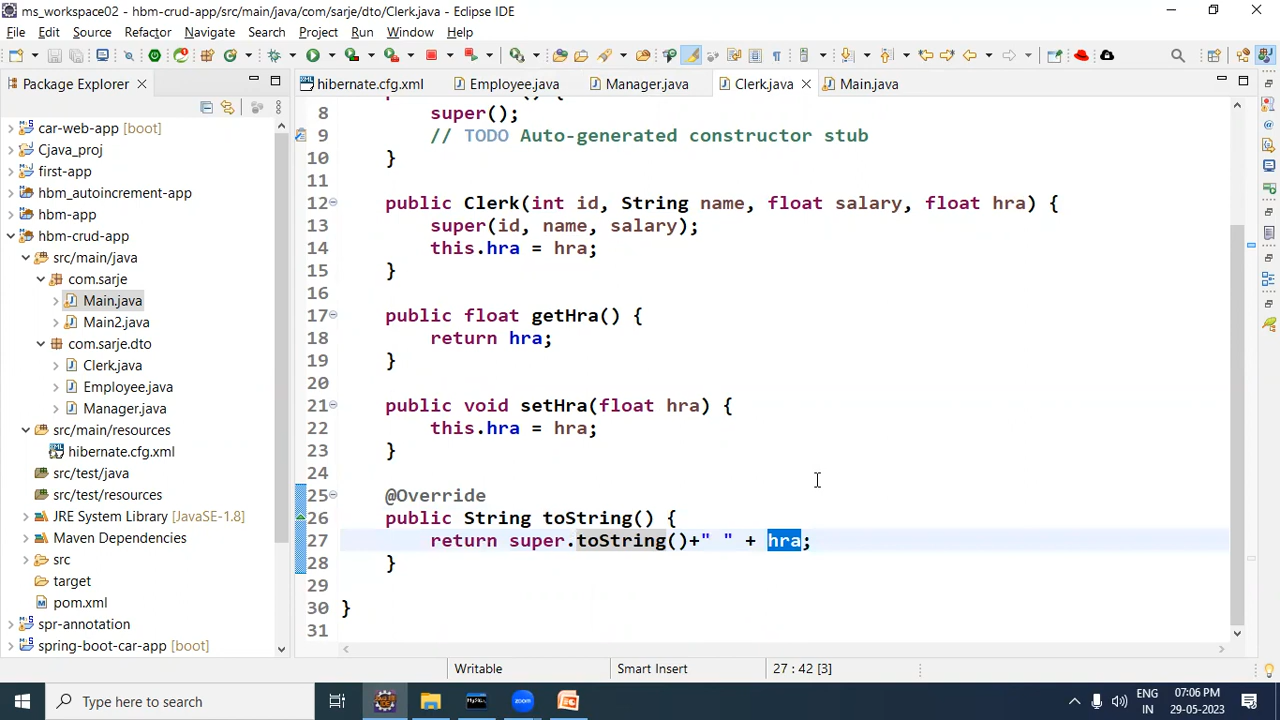 ms_workspace02 - hbm-crud-app/src/main/java/com/sarje/dto/Clerk.java - Eclipse IDE
File Edit Source Refactor Navigate Search Project Run Window Help
Package Explorer
hibernate.cfg.xml Employee.java Manager.java Clerk.java Main.java
car-web-app [boot]
Cjava_proj
first-app
hbn_autoincrement-app
hbm-app
hbm-crud-app
src/main/java
com.sarje
Main.java
Main2.java
com.sarje.dto
Clerk.java
Employee.java
Manager.java
src/main/resources
hibernate.cfg.xml
src/test/java
src/test/resources
JRE System Library [JavaSE-1.8]
Maven Dependencies
src
target
pom.xml
spr-annotation
spring-boot-car-app [boot]
8 super();
9 // TODO Auto-generated constructor stub
10 }
11
12 public Clerk(int id, String name, float salary, float hra) {
13 super(id, name, salary);
14 this.hra = hra;
15 }
16
17 public float getHra() {
18 return hra;
19 }
20
21 public void setHra(float hra) {
22 this.hra = hra;
23 }
24
25 @Override
26 public String toString() {
27 return super.toString()+" " + hra;
28 }
29
30 }
31
Writable Smart Insert 27 : 42 [3]
Type here to search
ENG
IN
07:06 PM
29-05-2023